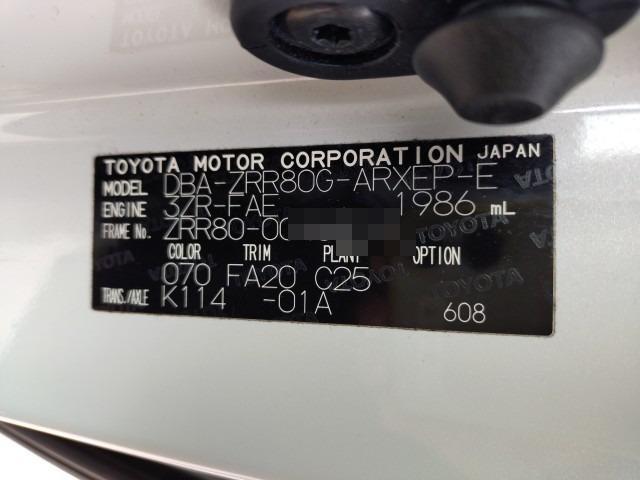 TOYOTA MOTOR CORPORATION JAPAN
MODEL DBA-ZRR80G-ARXEP-E
ENGINE 3ZR-FAE 1986 mL
FRAME No. ZRR80-00
COLOR TRIM PLANT OPTION
070 FA20 C25
TRANS./AXLE K114 -01A
608